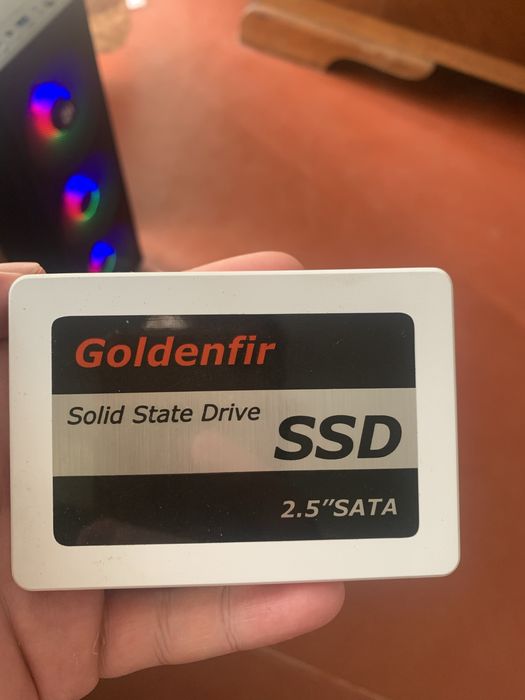 Goldenfir
Solid State Drive
SSD
2.5"SATA